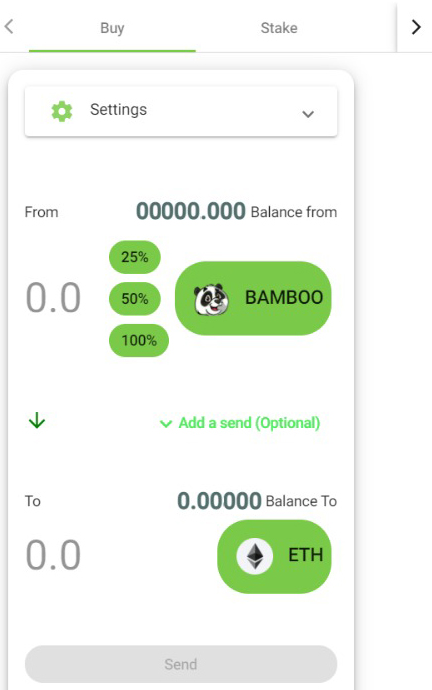 Buy Stake
Settings
From 00000.000 Balance from
25%
0.0 50% BAMBOO
100%
Add a send (Optional)
To 0.00000 Balance To
0.0 ETH
Send